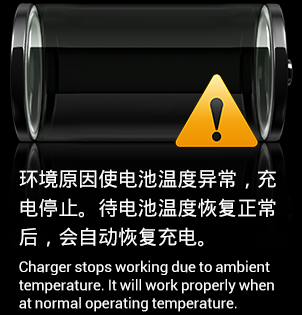 环境原因使电池温度异常，充
电停止。待电池温度恢复正常
后，会自动恢复充电。
Charger stops working due to ambient
temperature. It will work properly when
at normal operating temperature.